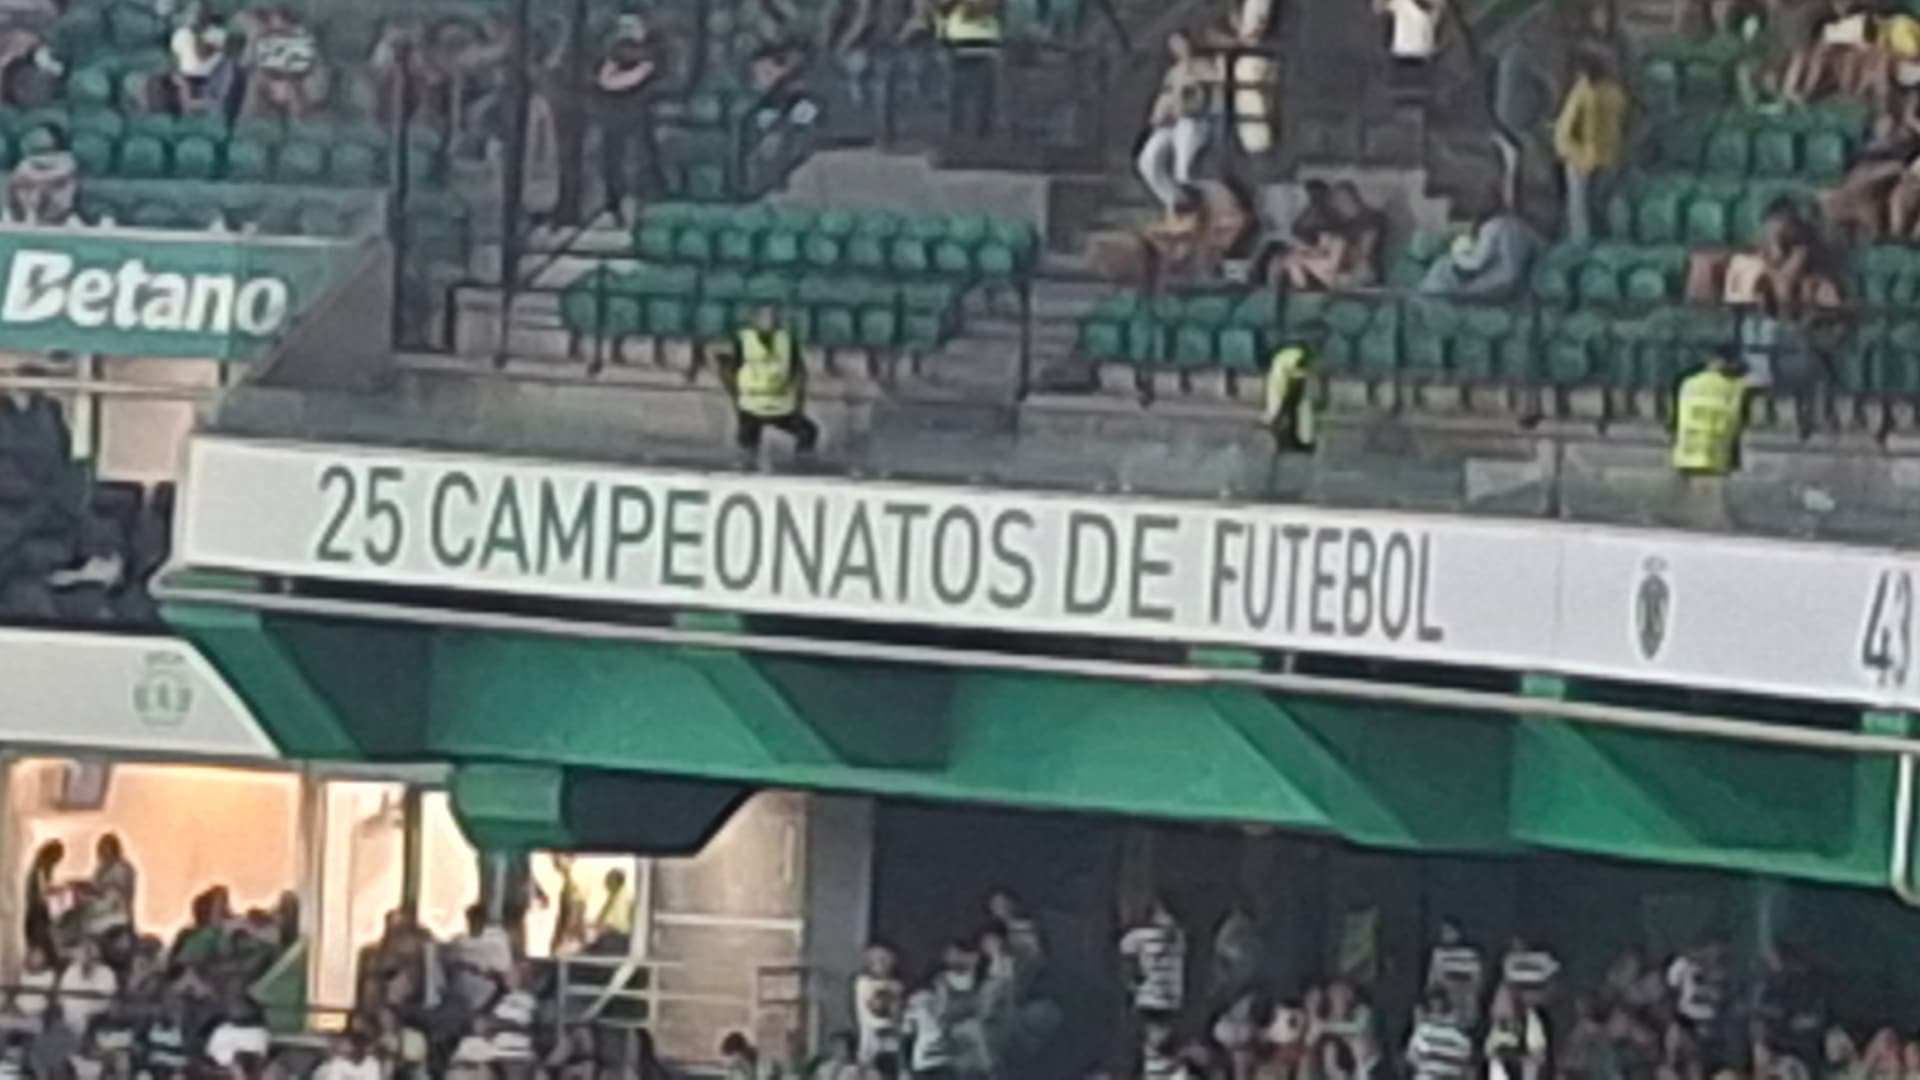 Betano
25 CAMPEONATOS DE FUTEBOL
43